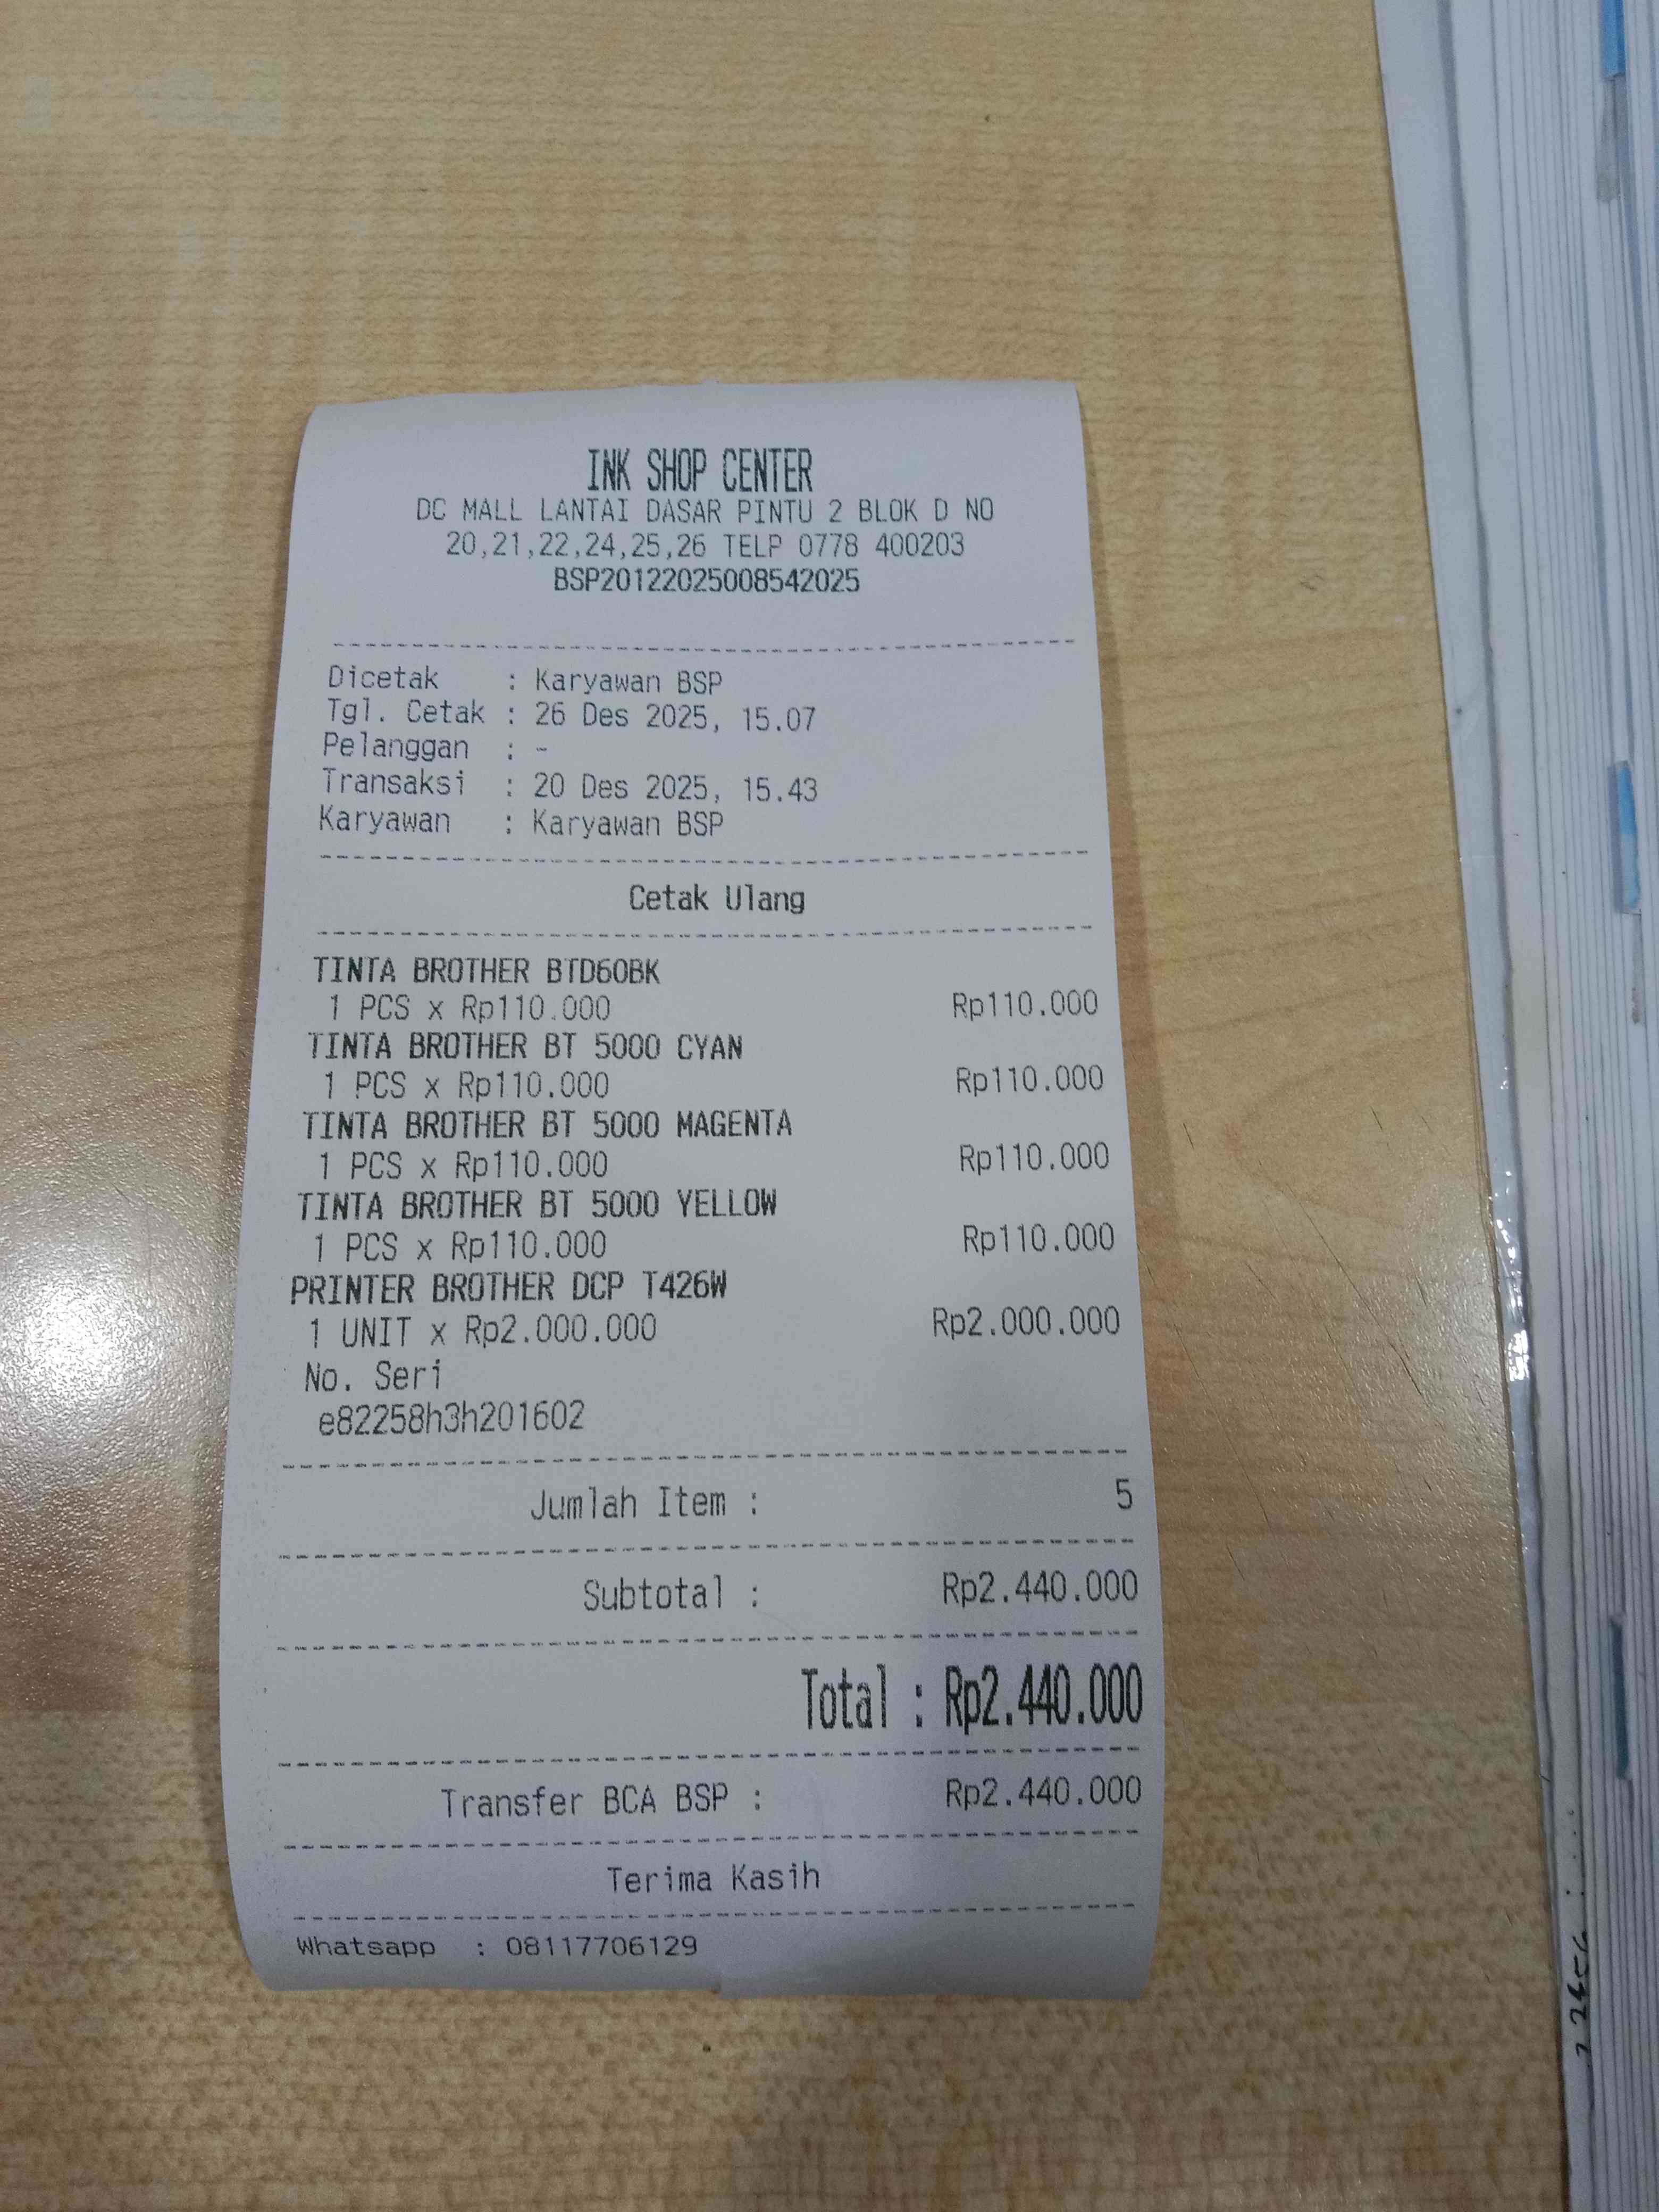 INK SHOP CENTER
DC MALL LANTAI DASAR PINTU 2 BLOK D NO
20,21,22,24,25,26 TELP 0778 400203
BSP20122025008542025
Dicetak : Karyawan BSP
Tgl. Cetak : 26 Des 2025, 15.07
Pelanggan : -
Transaksi : 20 Des 2025, 15.43
Karyawan : Karyawan BSP
Cetak Ulang
TINTA BROTHER BTD60BK
1 PCS x Rp110.000 Rp110.000
TINTA BROTHER BT 5000 CYAN
1 PCS x Rp110.000 Rp110.000
TINTA BROTHER BT 5000 MAGENTA
1 PCS x Rp110.000 Rp110.000
TINTA BROTHER BT 5000 YELLOW
1 PCS x Rp110.000 Rp110.000
PRINTER BROTHER DCP T426W
1 UNIT x Rp2.000.000 Rp2.000.000
No. Seri
e82258h3h201602
Jumlah Item : 5
Subtotal : Rp2.440.000
Total : Rp2.440.000
Transfer BCA BSP : Rp2.440.000
Terima Kasih
Whatsapp : 08117706129